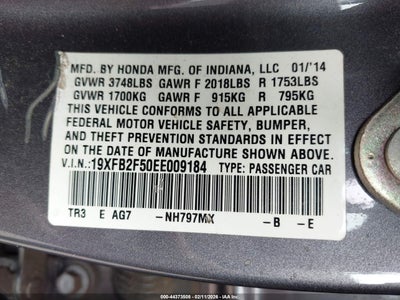 MFD. BY HONDA MFG. OF INDIANA, LLC 01/'14
GVWR 3748LBS GAWR F 2018LBS R 1753LBS
GVWR 1700KG GAWR F 915KG R 795KG
THIS VEHICLE CONFORMS TO ALL APPLICABLE
FEDERAL MOTOR VEHICLE SAFETY, BUMPER,
AND THEFT PREVENTION STANDARDS IN EFFECT
ON THE DATE OF MANUFACTURE SHOWN ABOVE.
V.I.N.:19XFB2F50EE009184 TYPE: PASSENGER CAR
TR3 E AG7 -NH797MX -B -E
000-44373508 - 02/11/2026 - IAAI